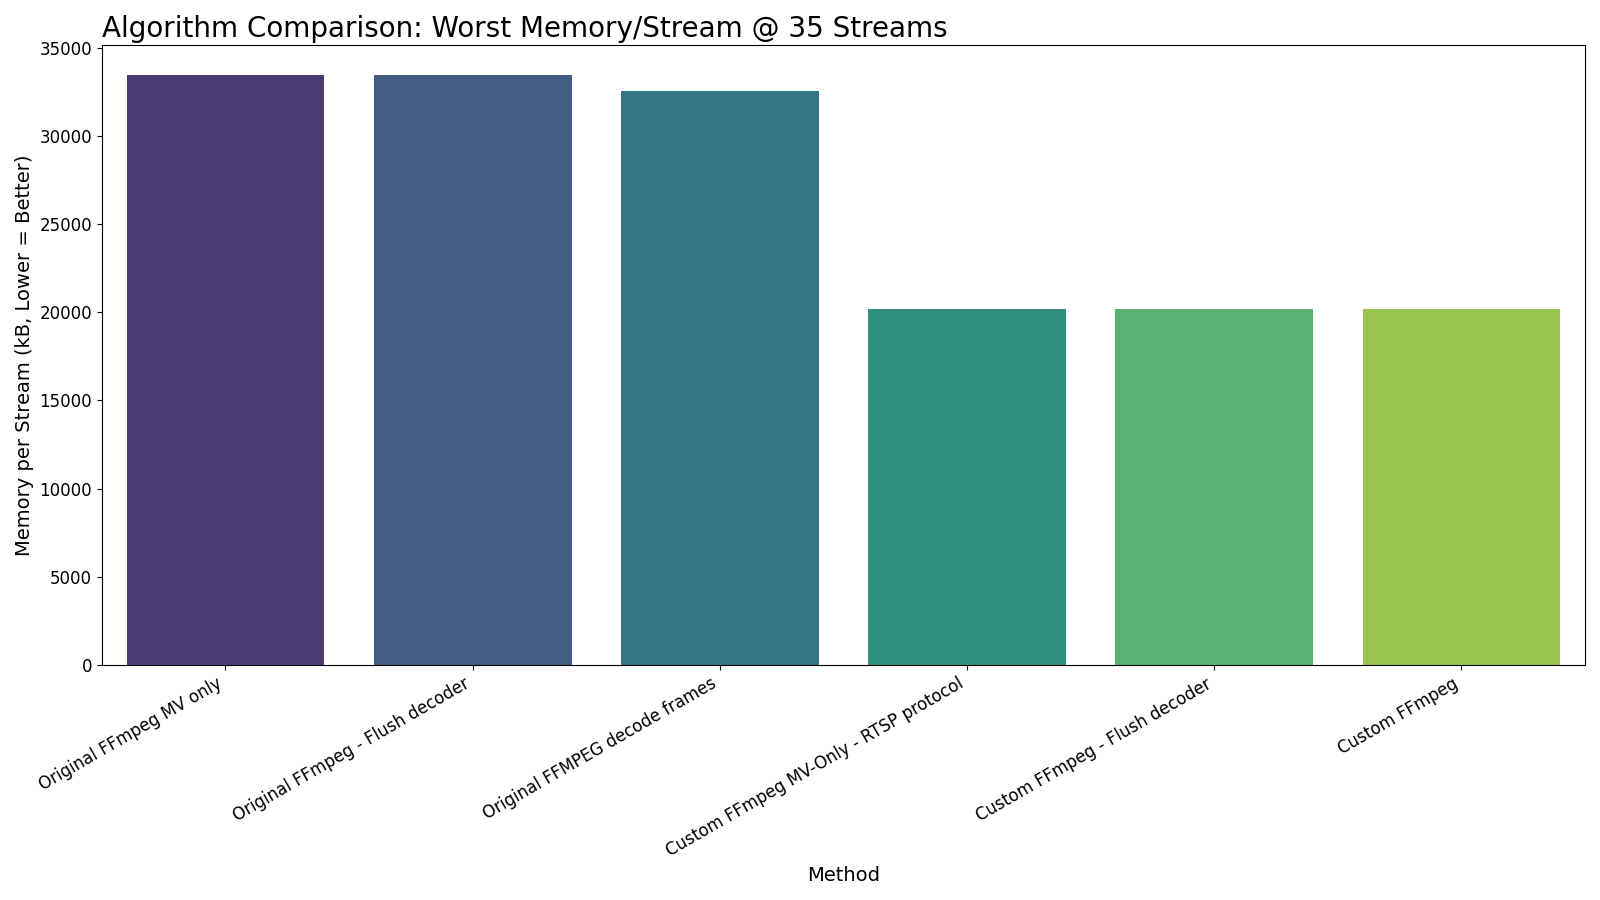 Algorithm Comparison: Worst Memory/Stream @ 35 Streams
Memory per Stream (kB, Lower = Better)
35000
30000
25000
20000
15000
10000
5000
0
Original FFmpeg MV only
Original FFmpeg - Flush decoder
Original FFMPEG decode frames
Custom FFmpeg MV-Only - RTSP protocol
Custom FFmpeg - Flush decoder
Custom FFmpeg
Method